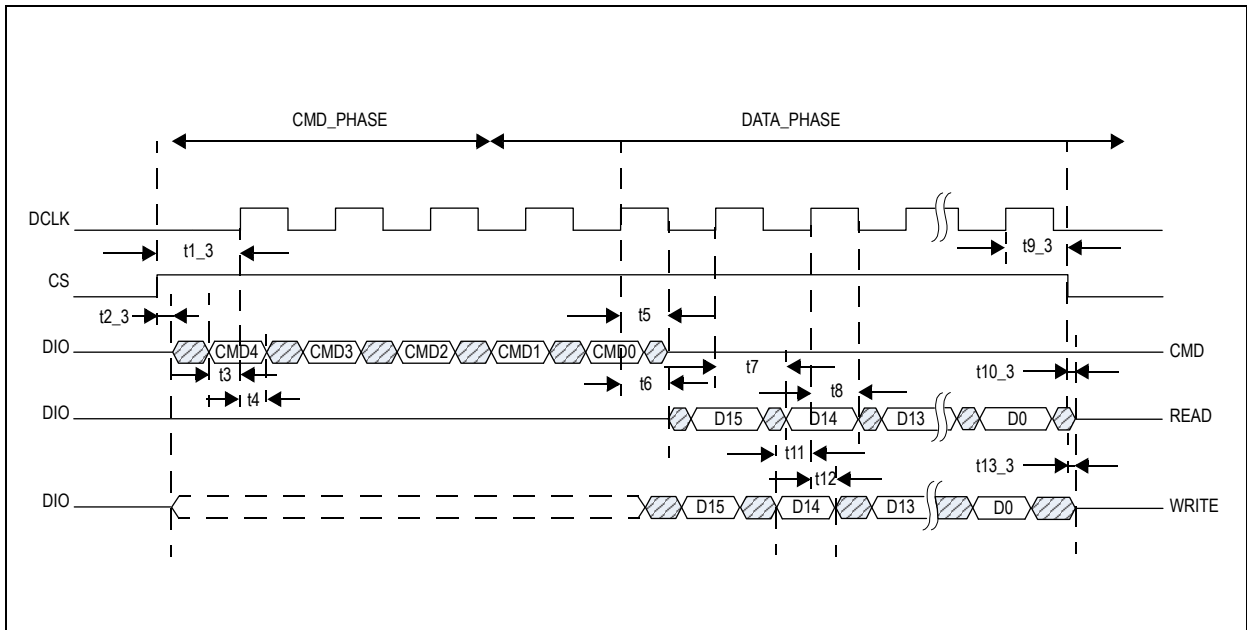 CMD_PHASE DATA_PHASE
DCLK
t1_3 t9_3
CS
t2_3 t5
DIO CMD4 CMD3 CMD2 CMD1 CMD0 CMD
t3 t6 t7 t10_3
t4 t8
DIO D15 D14 D13 D0 READ
t11 t13_3
t12
DIO D15 D14 D13 D0 WRITE